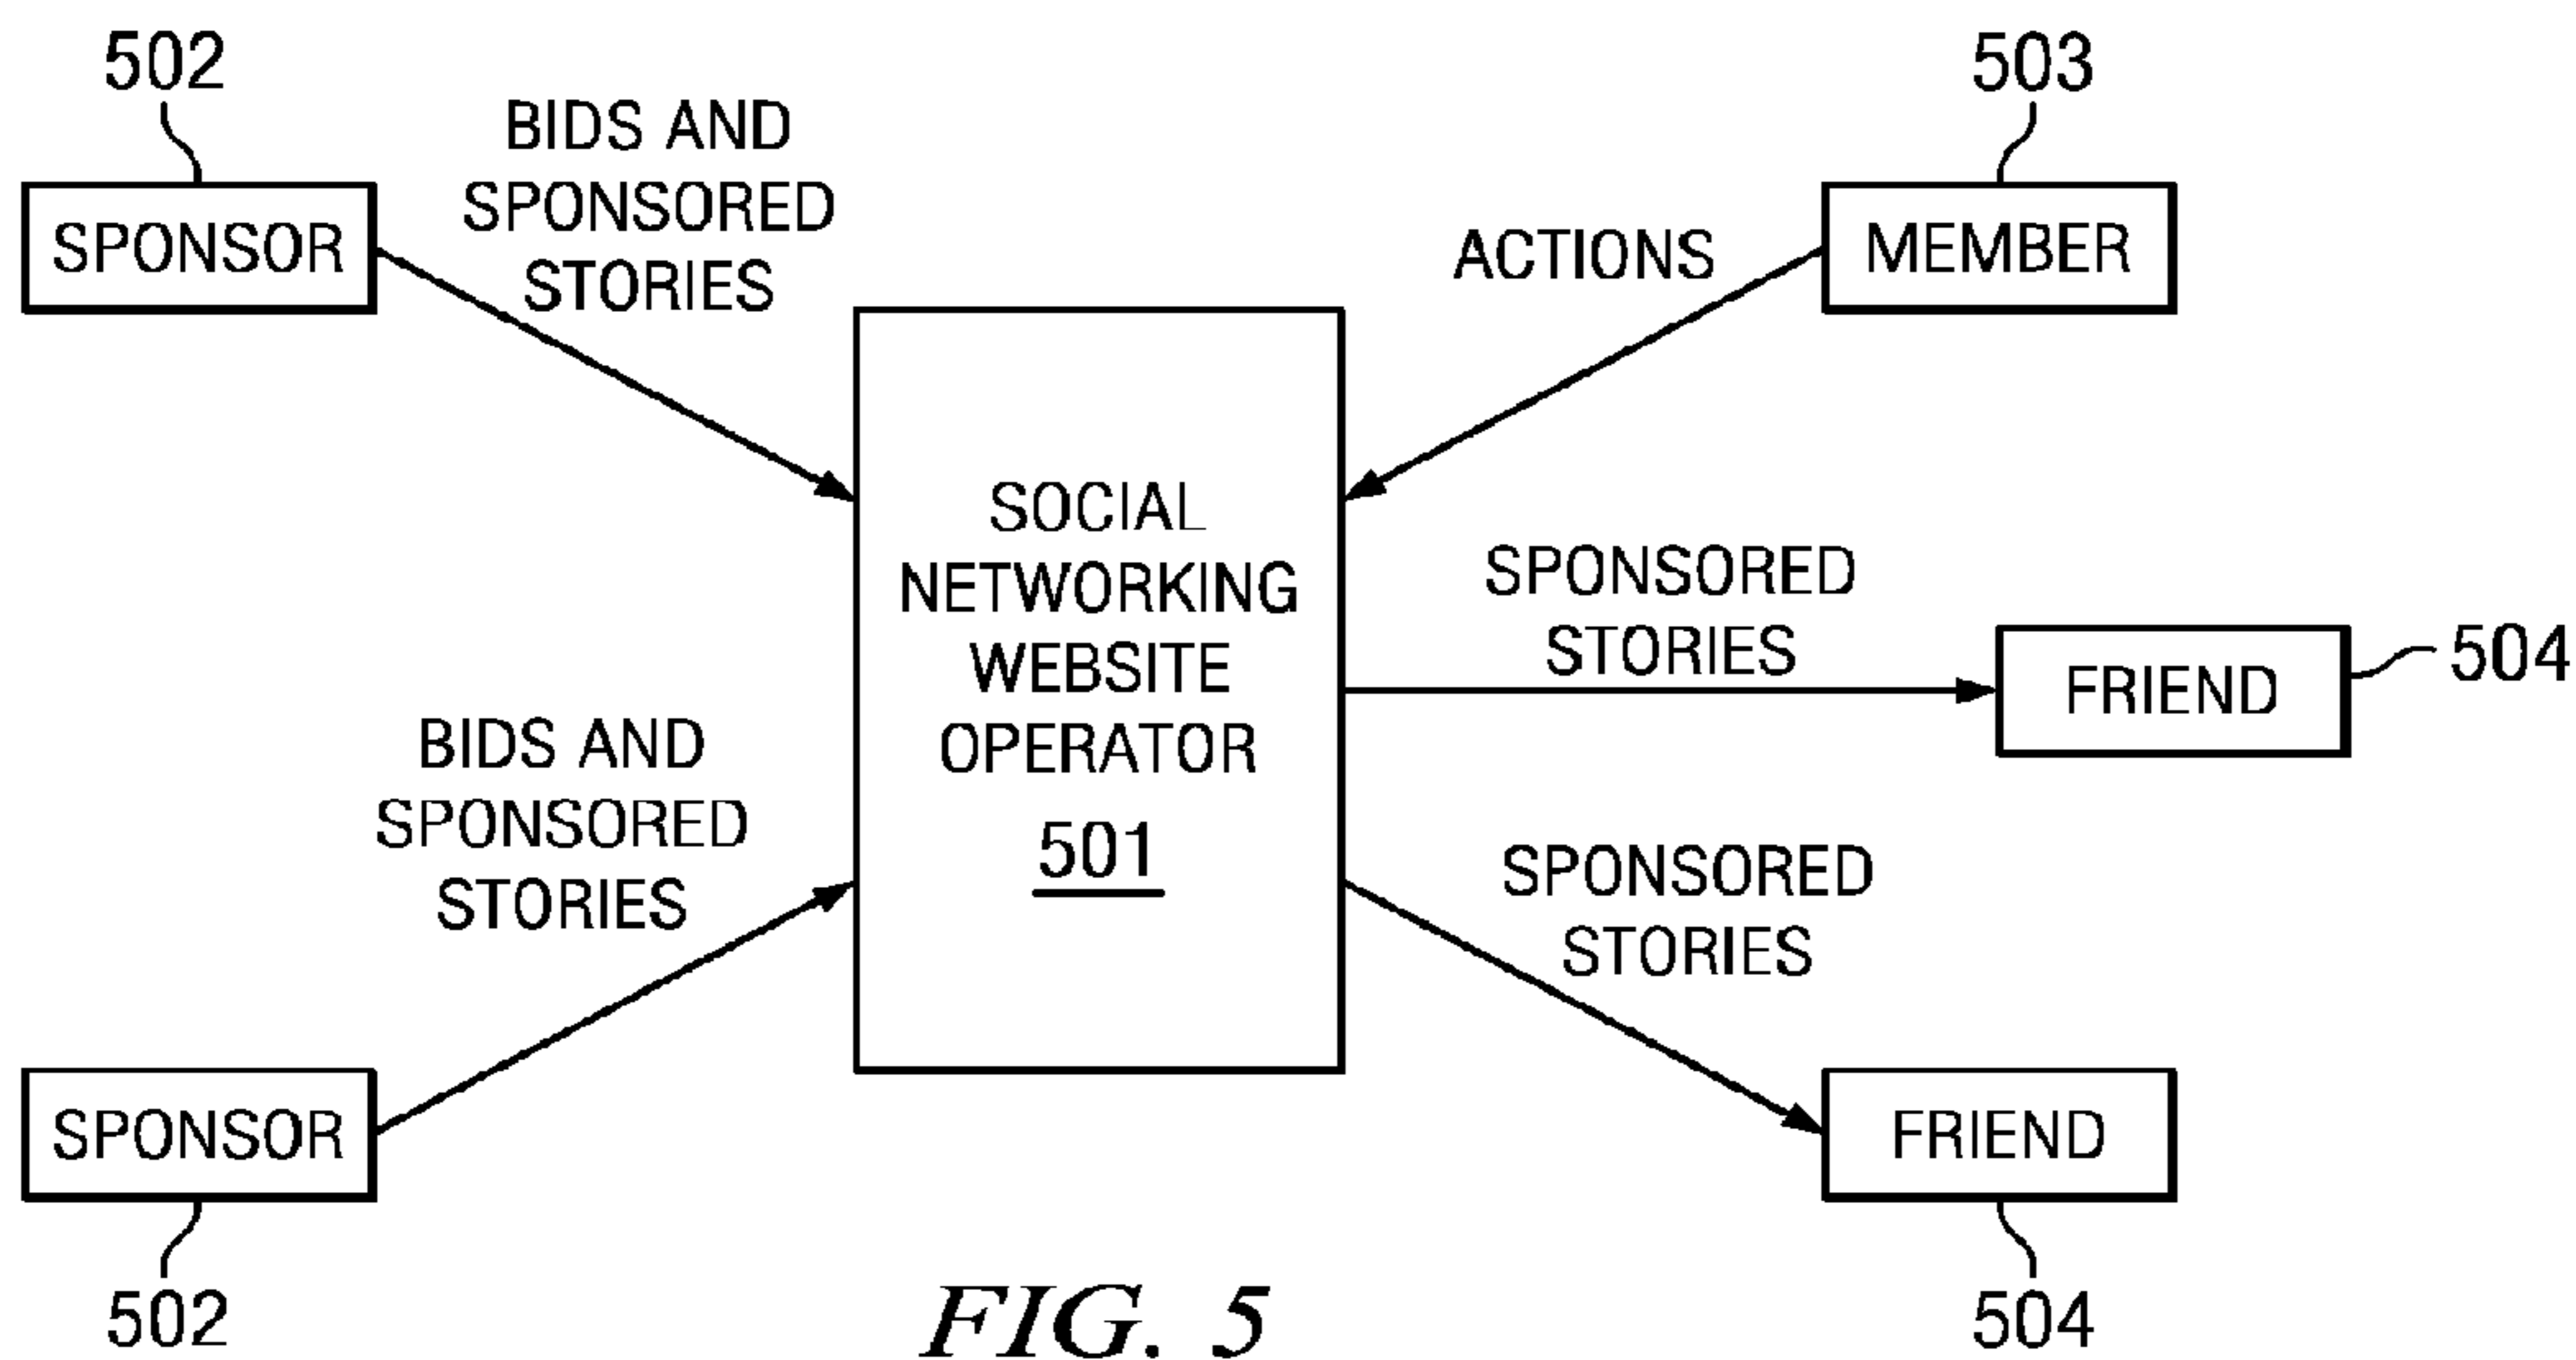 502
BIDS AND
SPONSORED
STORIES
SPONSOR
503
MEMBER
ACTIONS
SOCIAL
NETWORKING
WEBSITE
OPERATOR
501
SPONSORED
STORIES
FRIEND
504
BIDS AND
SPONSORED
STORIES
SPONSOR
502
SPONSORED
STORIES
FRIEND
504
FIG. 5